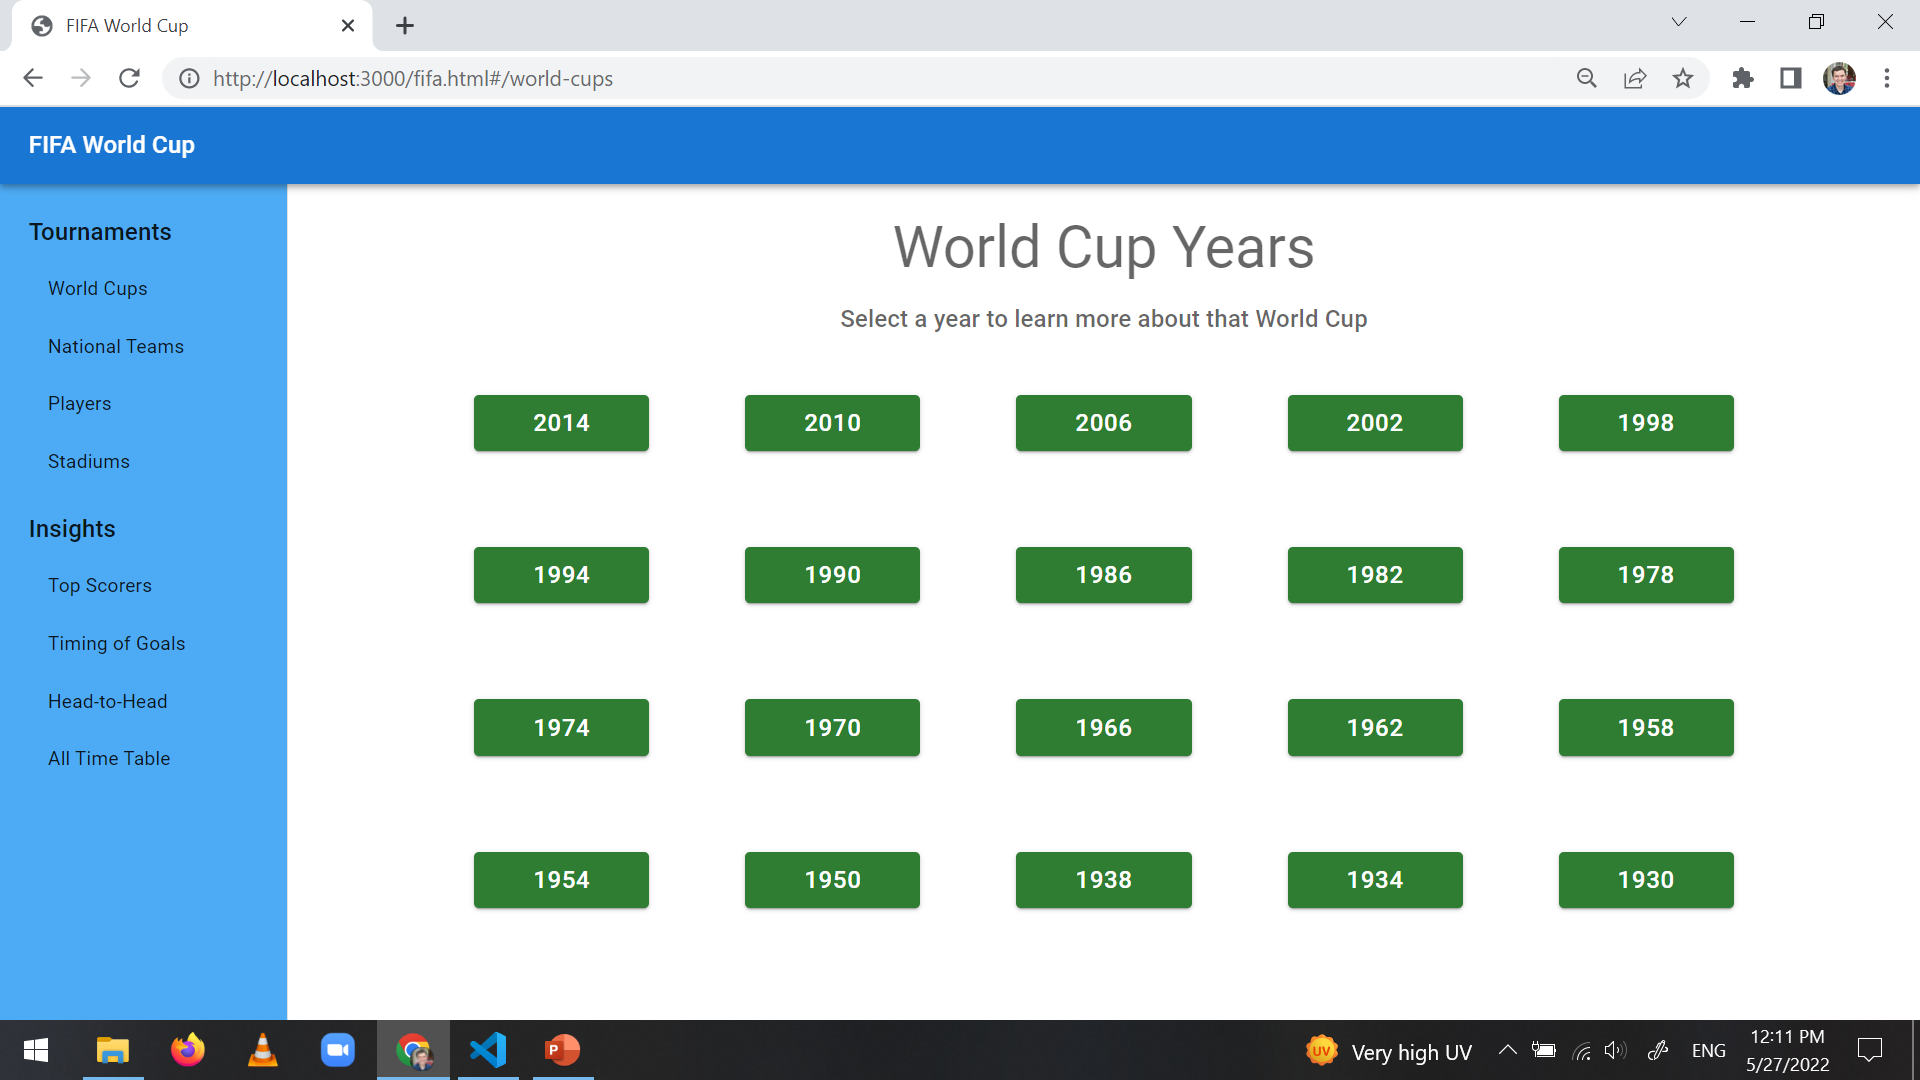 FIFA World Cup
http://localhost:3000/fifa.html#/world-cups
FIFA World Cup
Tournaments
World Cups
National Teams
Players
Stadiums
Insights
Top Scorers
Timing of Goals
Head-to-Head
All Time Table
World Cup Years
Select a year to learn more about that World Cup
2014 2010 2006 2002 1998
1994 1990 1986 1982 1978
1974 1970 1966 1962 1958
1954 1950 1938 1934 1930
UV Very high UV ENG 12:11 PM
5/27/2022